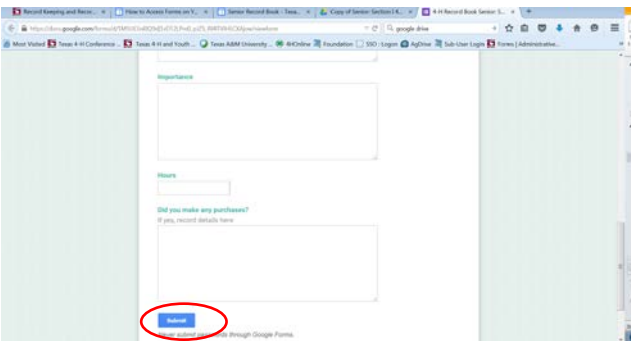 Record Keeping and Reco...
How to Access Forms on Y...
Senior Record Book - Texa...
Copy of Senior Section I 4...
4-H Record Book Senior S...
google drive
Most Visited
Texas 4-H Conference ...
Texas 4-H and Youth ...
Texas A&M University ...
4HOnline
Foundation
SSO : Logon
AgDrive
Sub-User Login
Forms | Administrative...
Importance
Hours
Did you make any purchases?
If yes, record details here
Submit
Never submit passwords through Google Forms.